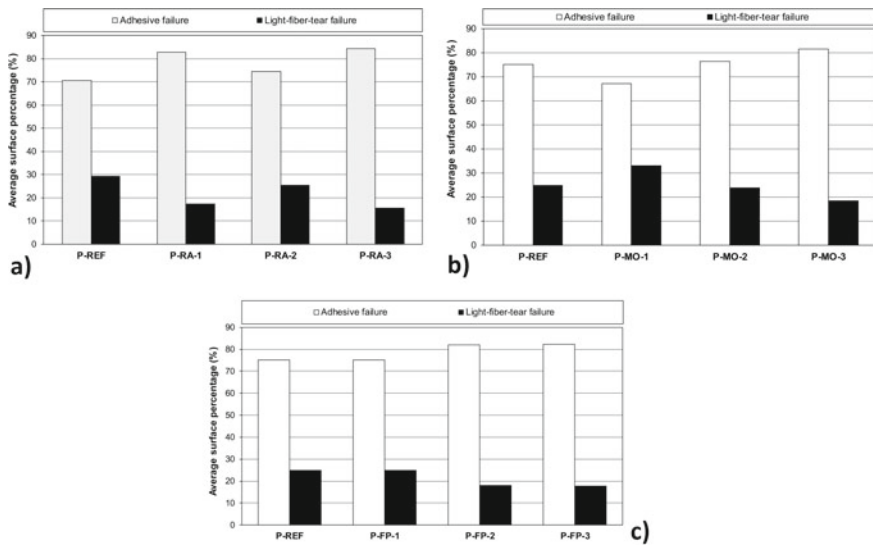 Adhesive failure Light-fiber-tear failure
Average surface percentage (%)
90
80
70
60
50
40
30
20
10
0
P-REF P-RA-1 P-RA-2 P-RA-3
a)
Adhesive failure Light-fiber-tear failure
Average surface percentage (%)
90
80
70
60
50
40
30
20
10
0
P-REF P-MO-1 P-MO-2 P-MO-3
b)
Adhesive failure Light-fiber-tear failure
Average surface percentage (%)
90
80
70
60
50
40
30
20
10
0
P-REF P-FP-1 P-FP-2 P-FP-3
c)